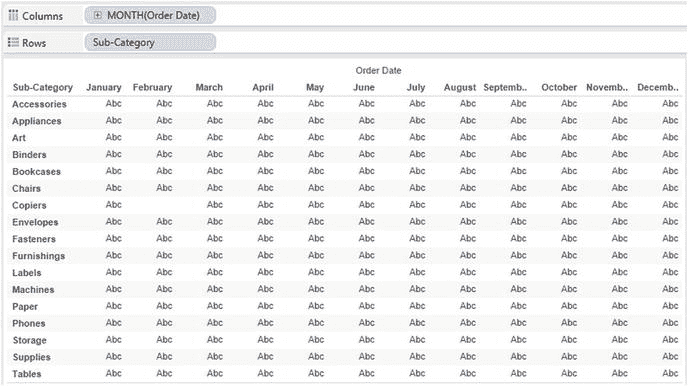 Columns MONTH(Order Date)
Rows Sub-Category
Order Date
Sub-Category January February March April May June July August Septemb.. October Novemb.. Decemb..
Accessories Abc Abc Abc Abc Abc Abc Abc Abc Abc Abc Abc Abc
Appliances Abc Abc Abc Abc Abc Abc Abc Abc Abc Abc Abc Abc
Art Abc Abc Abc Abc Abc Abc Abc Abc Abc Abc Abc Abc
Binders Abc Abc Abc Abc Abc Abc Abc Abc Abc Abc Abc Abc
Bookcases Abc Abc Abc Abc Abc Abc Abc Abc Abc Abc Abc Abc
Chairs Abc Abc Abc Abc Abc Abc Abc Abc Abc Abc Abc Abc
Copiers Abc Abc Abc Abc Abc Abc Abc Abc Abc Abc Abc
Envelopes Abc Abc Abc Abc Abc Abc Abc Abc Abc Abc Abc Abc
Fasteners Abc Abc Abc Abc Abc Abc Abc Abc Abc Abc Abc Abc
Furnishings Abc Abc Abc Abc Abc Abc Abc Abc Abc Abc Abc Abc
Labels Abc Abc Abc Abc Abc Abc Abc Abc Abc Abc Abc Abc
Machines Abc Abc Abc Abc Abc Abc Abc Abc Abc Abc Abc Abc
Paper Abc Abc Abc Abc Abc Abc Abc Abc Abc Abc Abc Abc
Phones Abc Abc Abc Abc Abc Abc Abc Abc Abc Abc Abc Abc
Storage Abc Abc Abc Abc Abc Abc Abc Abc Abc Abc Abc Abc
Supplies Abc Abc Abc Abc Abc Abc Abc Abc Abc Abc Abc Abc
Tables Abc Abc Abc Abc Abc Abc Abc Abc Abc Abc Abc Abc